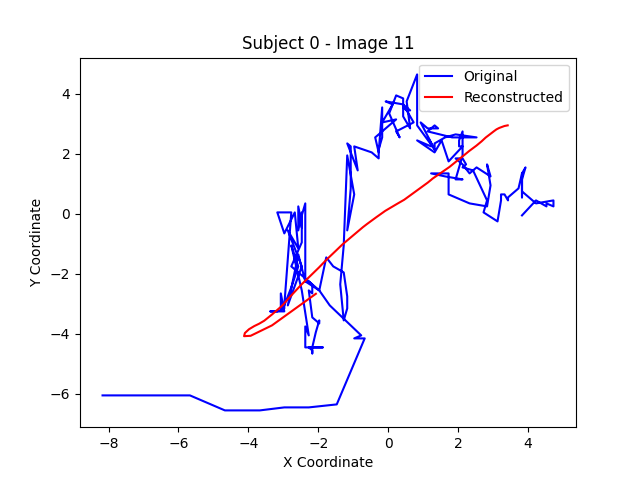 Subject 0 - Image 11
Original
Reconstructed
Y Coordinate
4
2
0
−2
−4
−6
−8 −6 −4 −2 0 2 4
X Coordinate